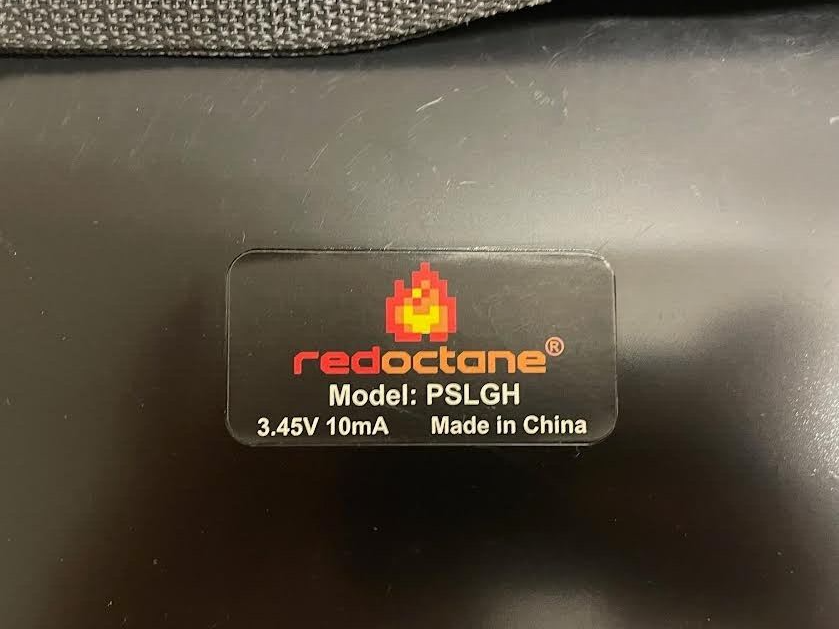 redoctane®
Model: PSLGH
3.45V 10mA Made in China